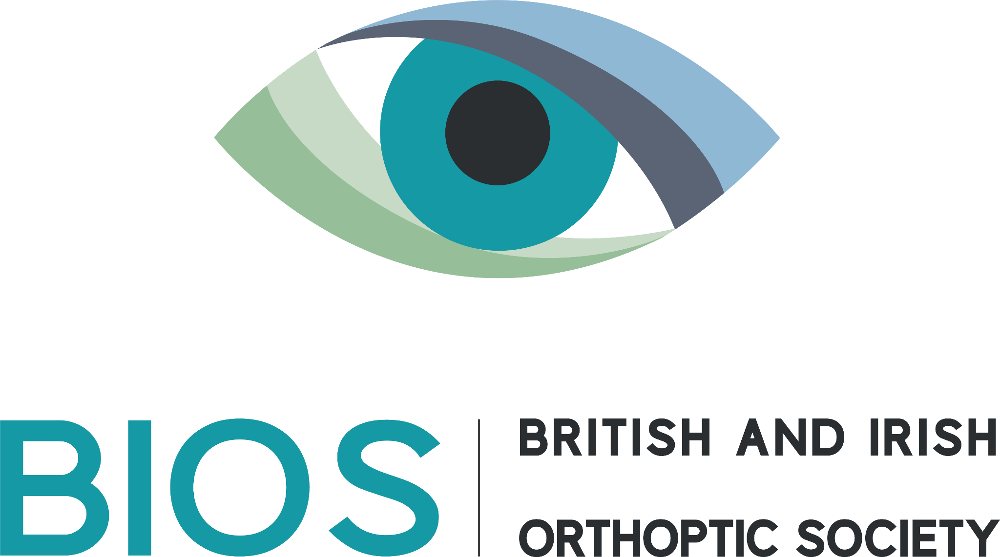 BIOS
BRITISH AND IRISH
ORTHOPTIC SOCIETY